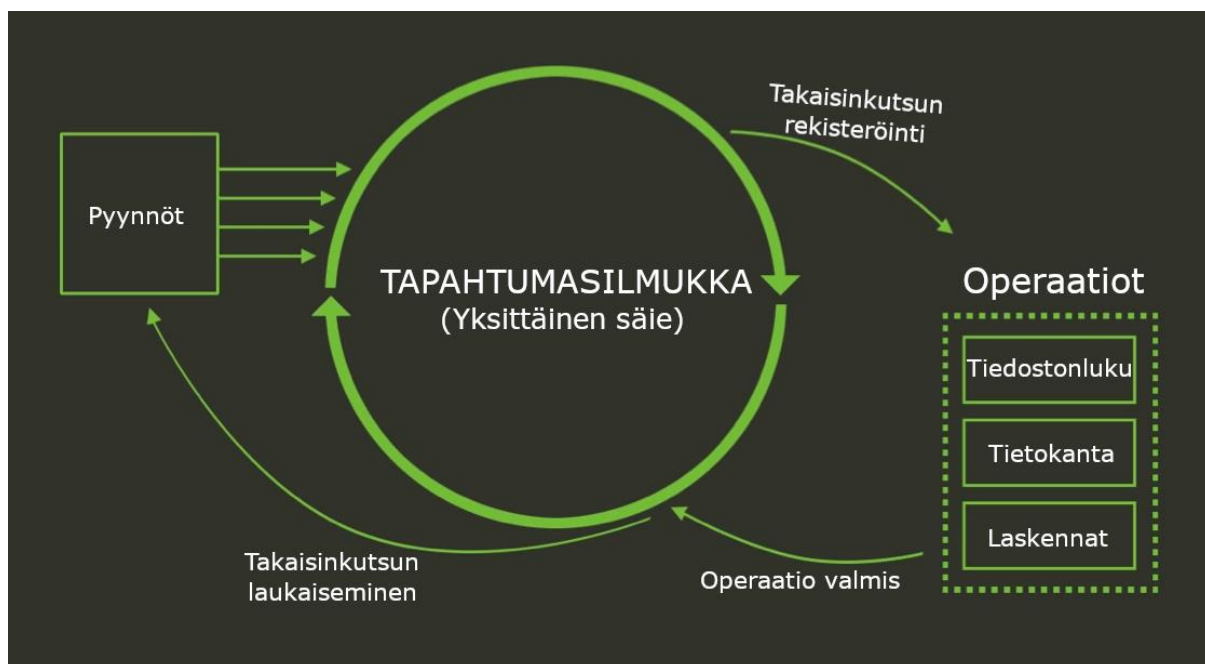 Takaisinkutsun
rekisteröinti
Pyynnöt
TAPAHTUMASILMUKKA
(Yksittäinen säie)
Operaatiot
Tiedostonluku
Tietokanta
Laskennat
Takaisinkutsun
laukaiseminen
Operaatio valmis